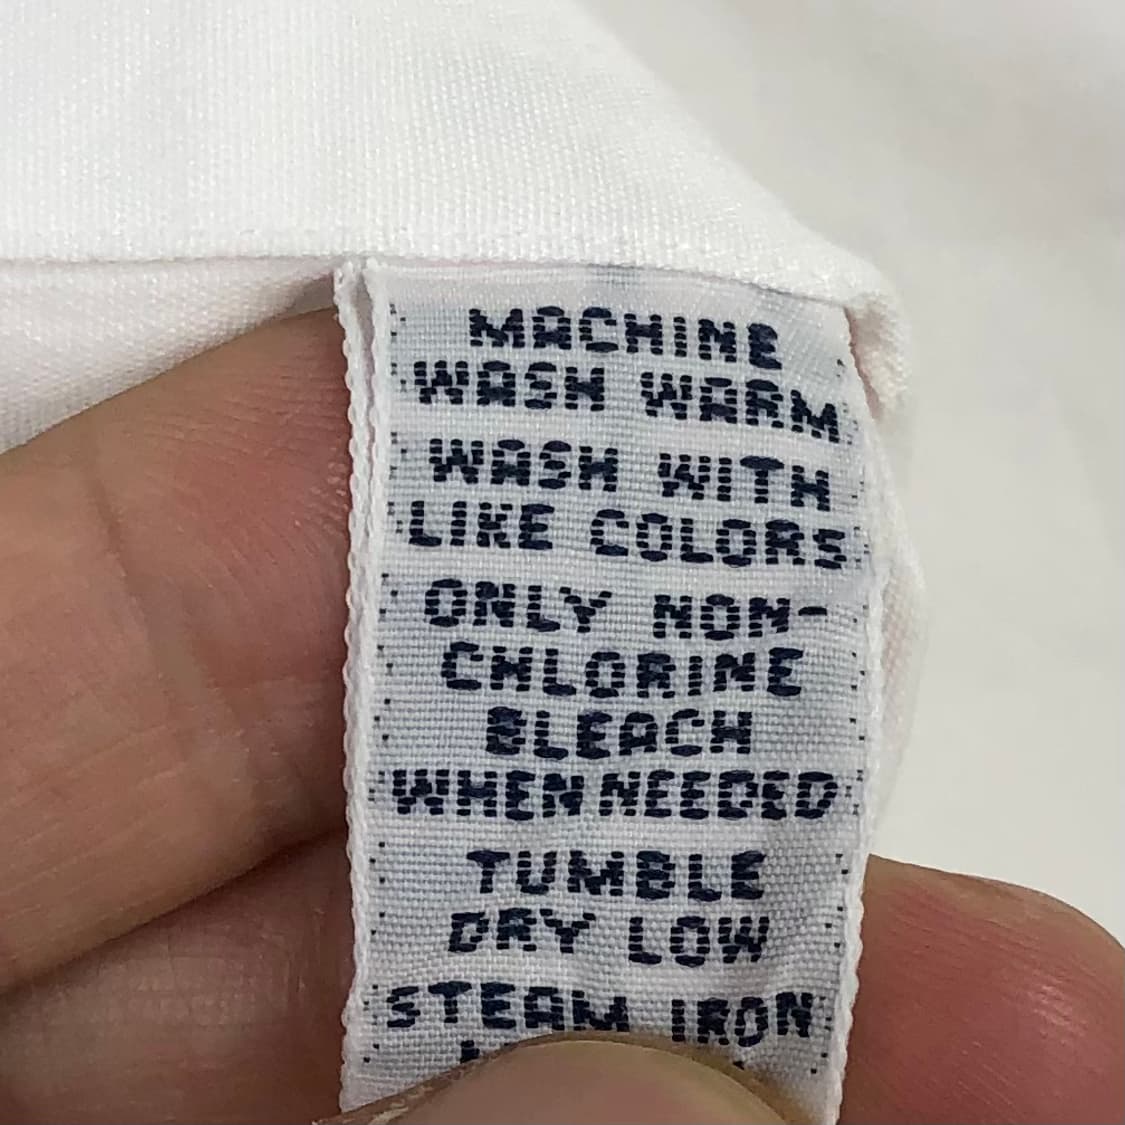 MACHINE
WASH WARM
WASH WITH
LIKE COLORS
ONLY NON-
CHLORINE
BLEACH
WHEN NEEDED
TUMBLE
DRY LOW
STEAM IRON